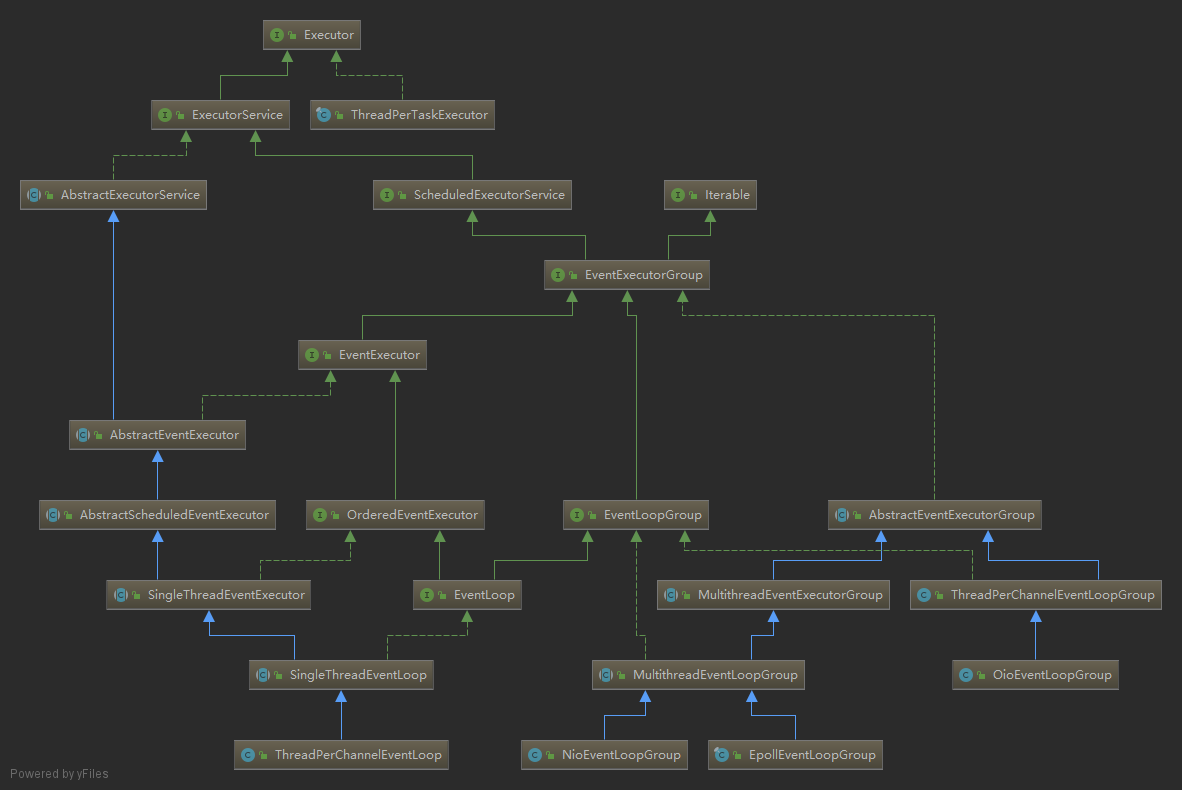 Executor
ExecutorService
ThreadPerTaskExecutor
AbstractExecutorService
ScheduledExecutorService
Iterable
EventExecutorGroup
EventExecutor
AbstractEventExecutor
AbstractScheduledEventExecutor
OrderedEventExecutor
EventLoopGroup
AbstractEventExecutorGroup
SingleThreadEventExecutor
EventLoop
MultithreadEventExecutorGroup
ThreadPerChannelEventLoopGroup
SingleThreadEventLoop
MultithreadEventLoopGroup
OioEventLoopGroup
ThreadPerChannelEventLoop
NioEventLoopGroup
EpollEventLoopGroup
Powered by yFiles